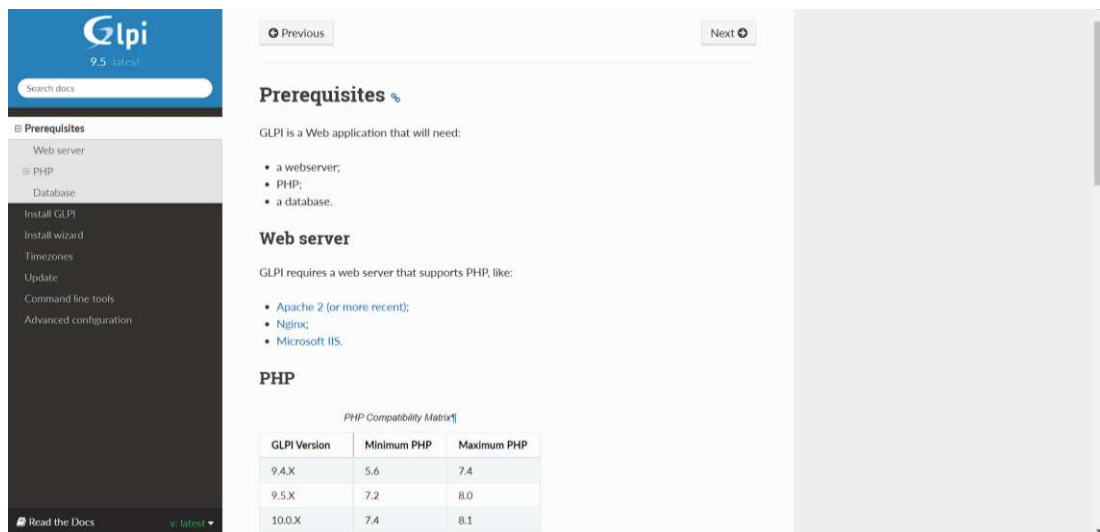 Glpi
9.5 latest
Search docs
Prerequisites
Web server
PHP
Database
Install GLPI
Install wizard
Timezones
Update
Command line tools
Advanced configuration
Read the Docs
v: latest
Previous
Next
Prerequisites
GLPI is a Web application that will need:
• a webserver;
• PHP;
• a database.
Web server
GLPI requires a web server that supports PHP, like:
• Apache 2 (or more recent);
• Nginx;
• Microsoft IIS.
PHP
PHP Compatibility Matrix¶
GLPI Version Minimum PHP Maximum PHP
9.4.X 5.6 7.4
9.5.X 7.2 8.0
10.0.X 7.4 8.1